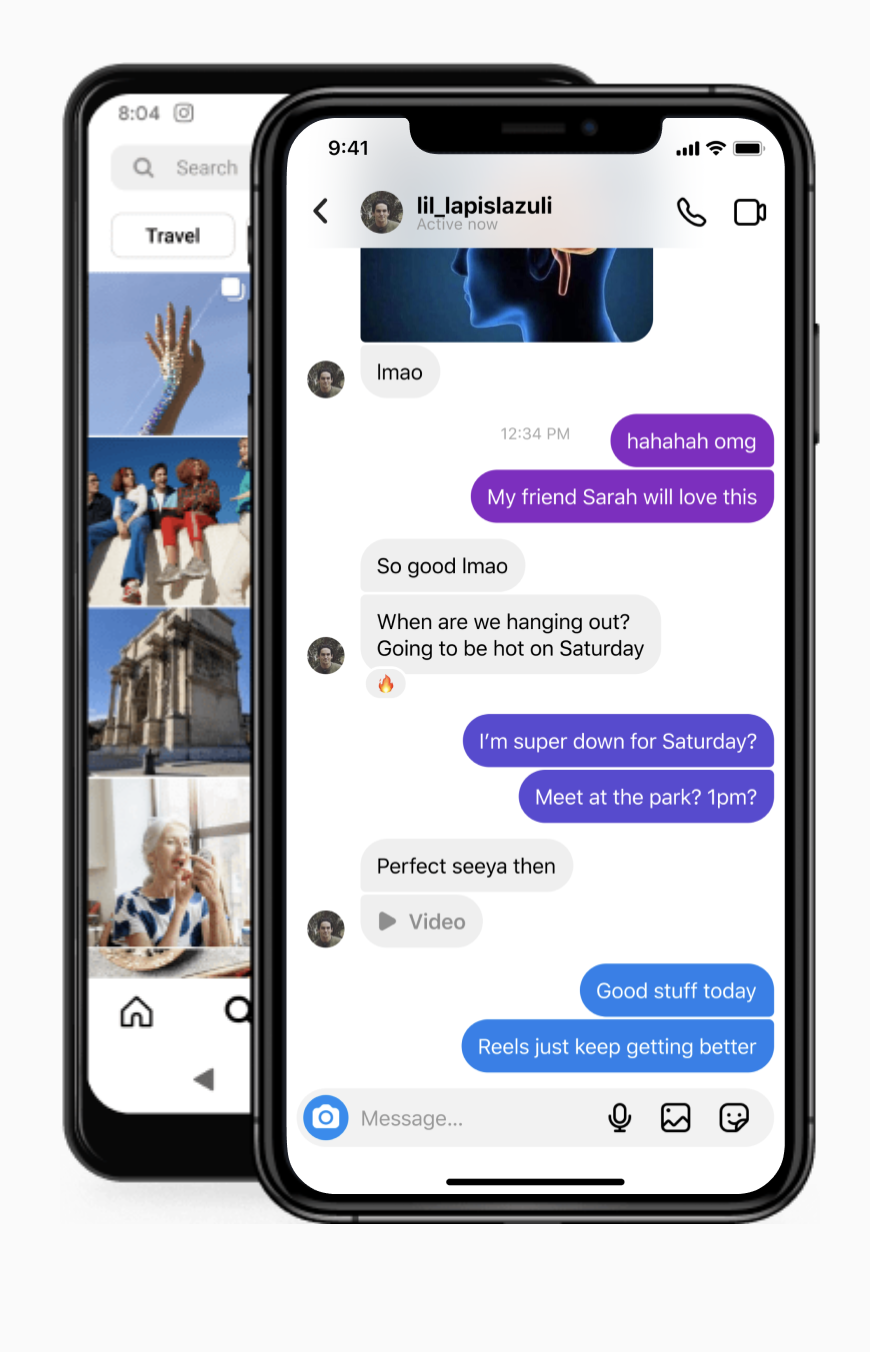 8:04
Search
Travel
9:41
lil_lapislazuli
Active now
lmao
12:34 PM
hahahah omg
My friend Sarah will love this
So good lmao
When are we hanging out?
Going to be hot on Saturday
I’m super down for Saturday?
Meet at the park? 1pm?
Perfect seeya then
Video
Good stuff today
Reels just keep getting better
Message...